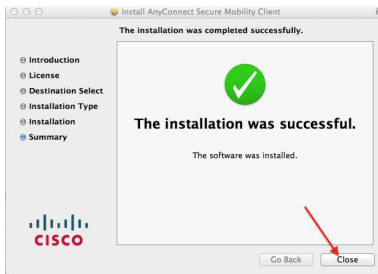 Install AnyConnect Secure Mobility Client
The installation was completed successfully.
Introduction
License
Destination Select
Installation Type
Installation
Summary
The installation was successful.
The software was installed.
CISCO
Go Back
Close